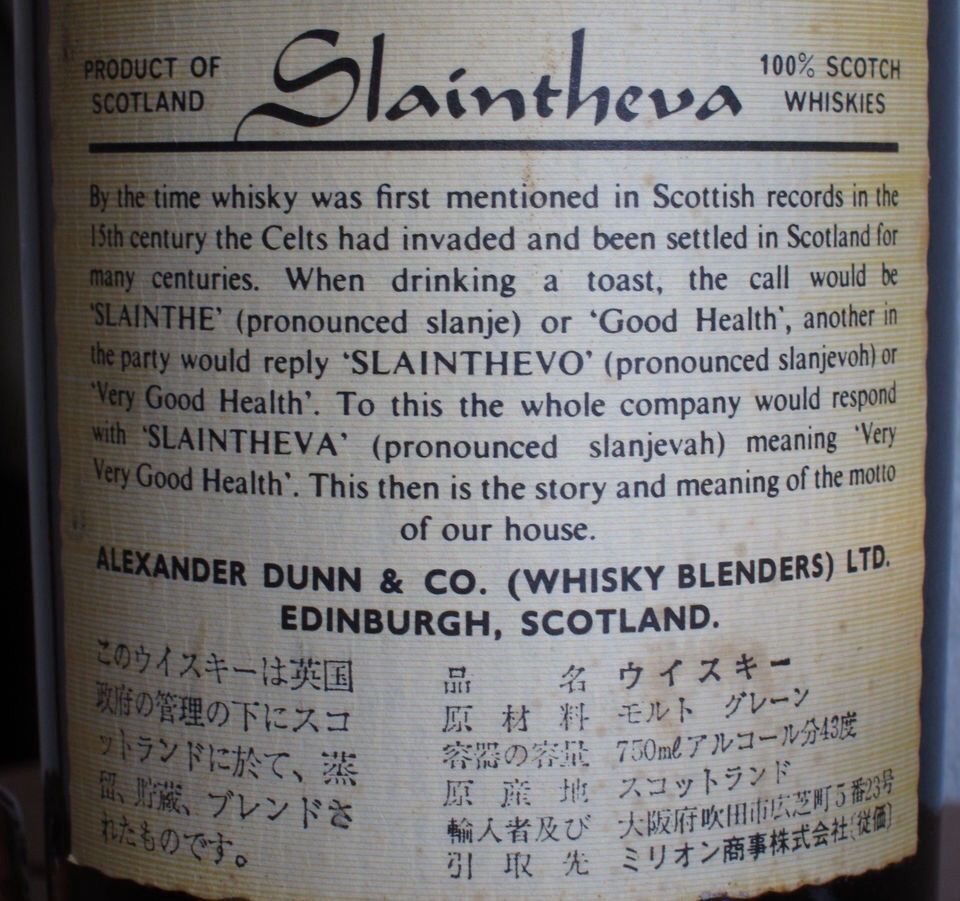 PRODUCT OF
SCOTLAND
Slaintheva
100% SCOTCH
WHISKIES
By the time whisky was first mentioned in Scottish records in the
15th century the Celts had invaded and been settled in Scotland for
many centuries. When drinking a toast, the call would be
'SLAINTHE' (pronounced slanje) or 'Good Health', another in
the party would reply 'SLAINTHEVO' (pronounced slanjevoh) or
'Very Good Health'. To this the whole company would respond
with 'SLAINTHEVA' (pronounced slanjevah) meaning 'Very
Very Good Health'. This then is the story and meaning of the motto
of our house.
ALEXANDER DUNN & CO. (WHISKY BLENDERS) LTD.
EDINBURGH, SCOTLAND.
このウイスキーは英国
政府の管理の下にスコ
ットランドに於て、蒸
留、貯蔵、ブレンドさ
れたものです。
品名 ウイスキー
原材料 モルト グレーン
容器の容量 750mℓアルコール分43度
原産地 スコットランド
輸入者及び 大阪府吹田市広芝町5番23号
引取先 ミリオン商事株式会社(従価)